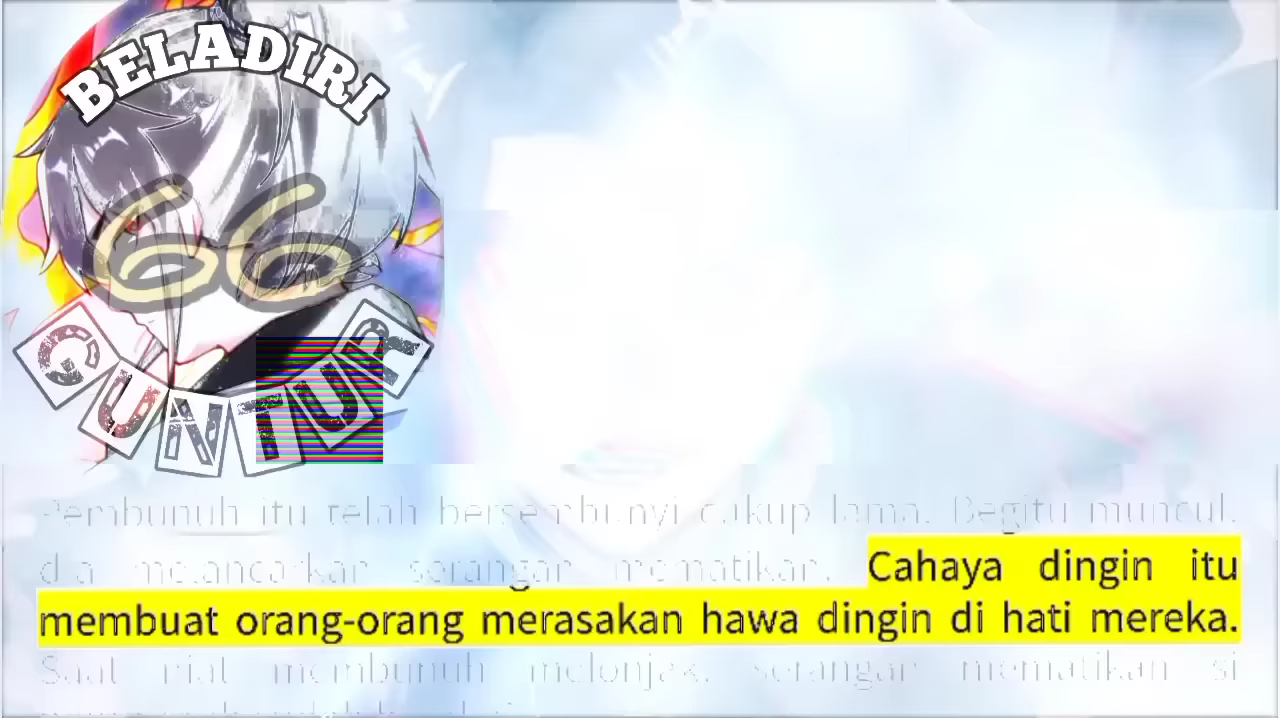 BELADIRI
66
GUNTUR
Pembunuh itu telah bersembunyi cukup lama. Begitu muncul,
dia melancarkan serangan mematikan. Cahaya dingin itu
membuat orang-orang merasakan hawa dingin di hati mereka.
Saat niat membunuh melonjak, serangan mematikan si